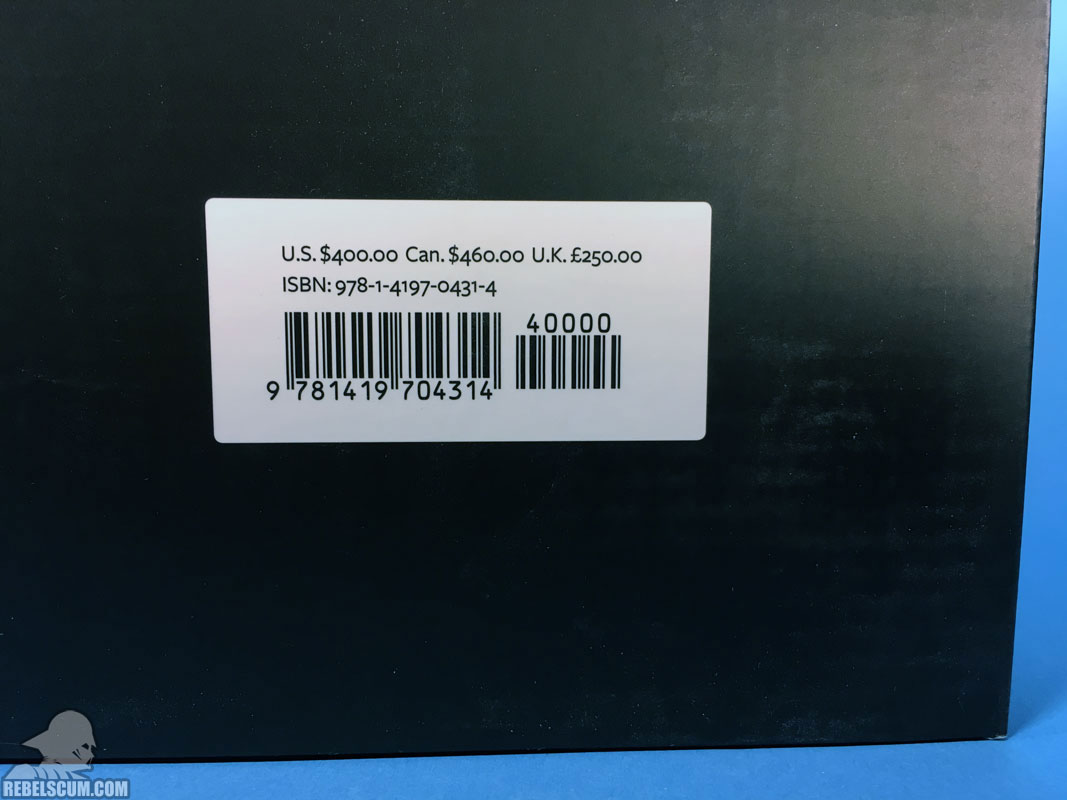 U.S. $400.00 Can. $460.00 U.K. £250.00
ISBN: 978-1-4197-0431-4
40000
9 781419 704314
REBELSCUM.COM